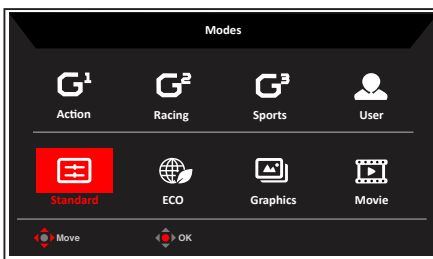 Modes
G¹ G² G³
Action Racing Sports User
Standard ECO Graphics Movie
Move OK